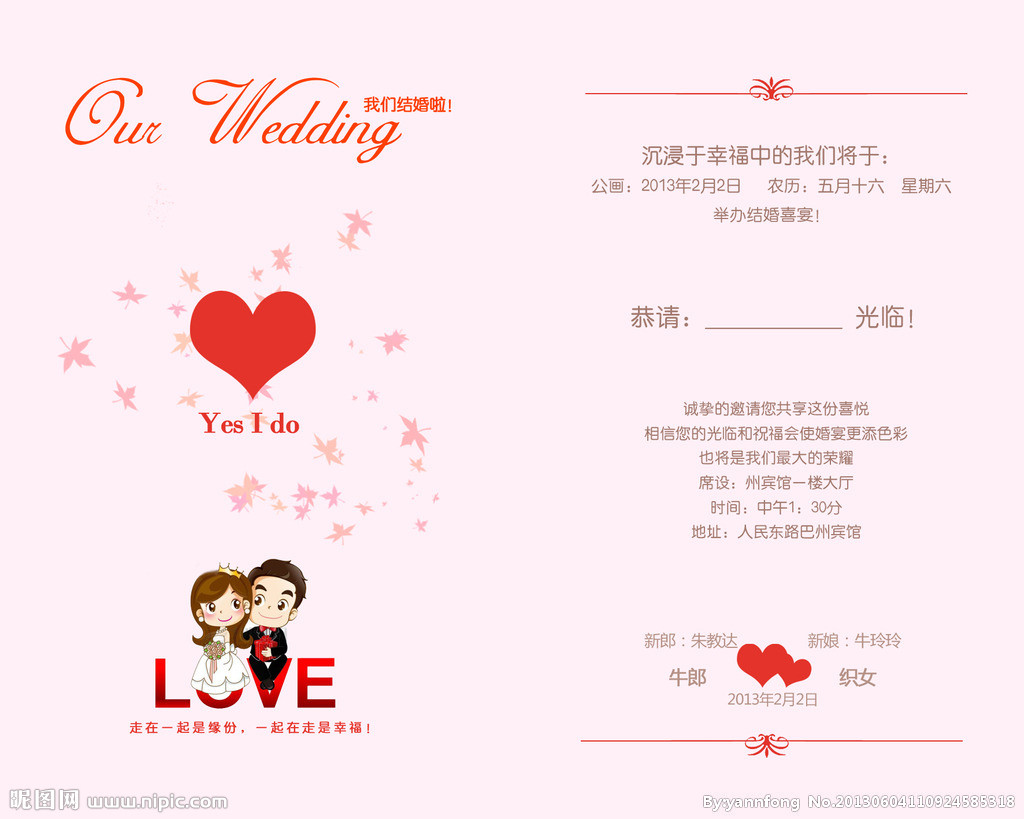 Our Wedding 我们结婚啦!
Yes I do
LOVE
走在一起是缘份，一起在走是幸福!
沉浸于幸福中的我们将于:
公画：2013年2月2日 农历：五月十六 星期六
举办结婚喜宴!
恭请：____________ 光临!
诚挚的邀请您共享这份喜悦
相信您的光临和祝福会使婚宴更添色彩
也将是我们最大的荣耀
席设：州宾馆一楼大厅
时间：中午1：30分
地址：人民东路巴州宾馆
新郎：朱教达 新娘：牛玲玲
牛郎 织女
2013年2月2日
昵图网 www.nipic.com
By:yannfong No.20130604110924585318